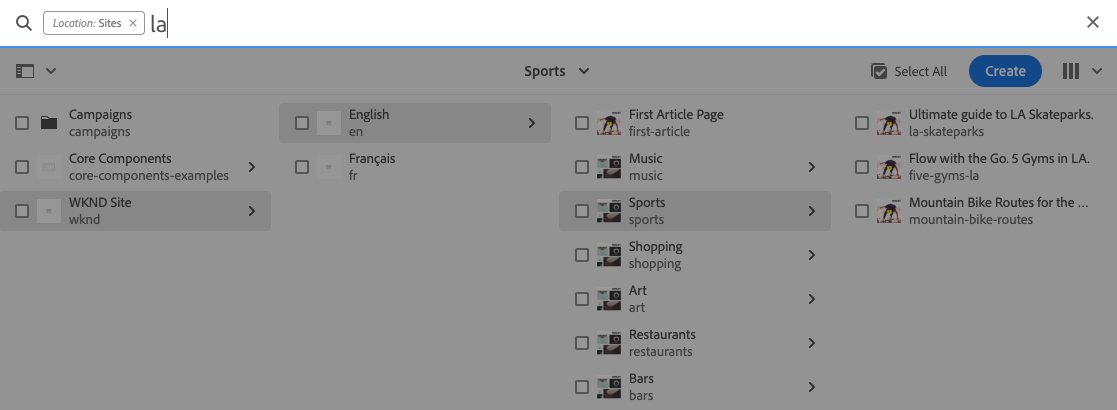 Location: Sites × la
Sports
Select All
Create
Campaigns
campaigns
Core Components
core-components-examples
WKND Site
wknd
English
en
Français
fr
First Article Page
first-article
Music
music
Sports
sports
Shopping
shopping
Art
art
Restaurants
restaurants
Bars
bars
Ultimate guide to LA Skateparks.
la-skateparks
Flow with the Go. 5 Gyms in LA.
five-gyms-la
Mountain Bike Routes for the ...
mountain-bike-routes